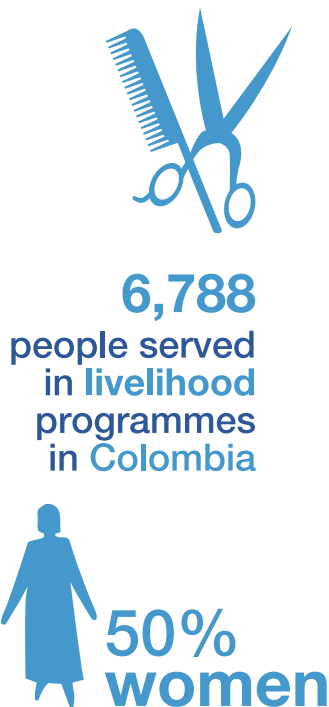 6,788
people served
in livelihood
programmes
in Colombia
50%
women